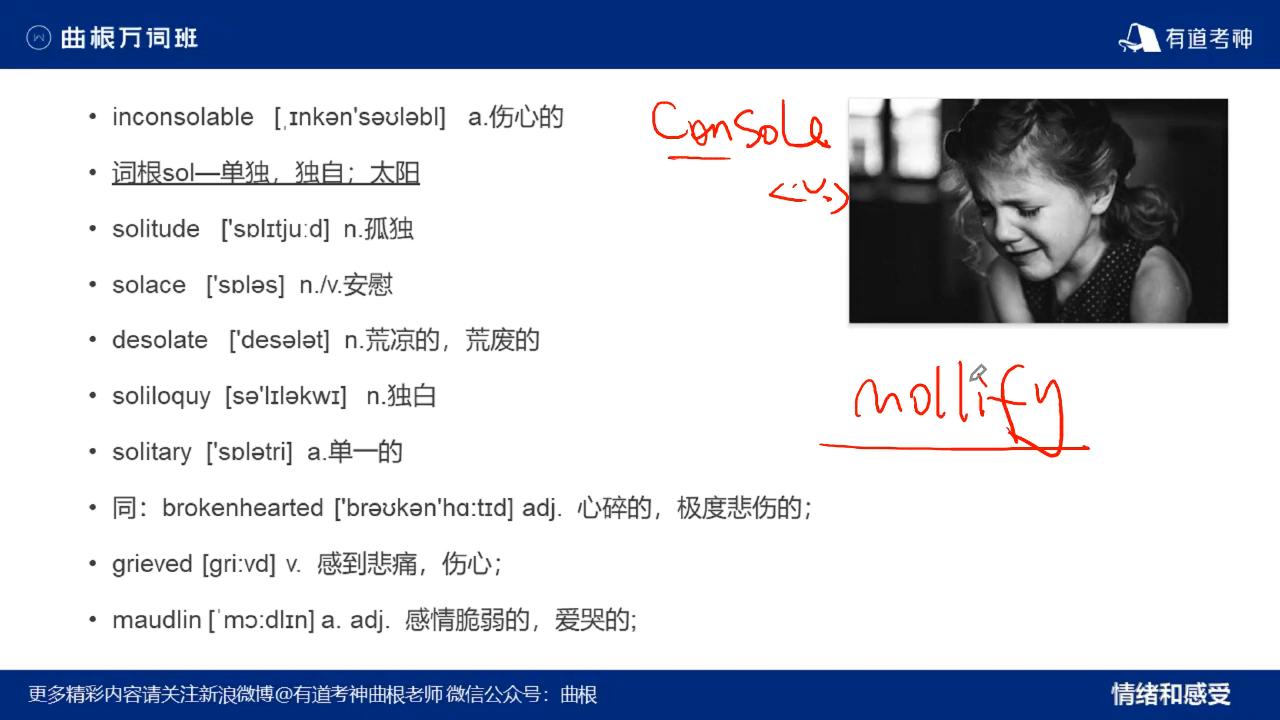 曲根万词班
有道考神
• inconsolable [ˌɪnkən'səʊləbl] a.伤心的
• 词根sol—单独，独自；太阳
• solitude ['sɒlɪtjuːd] n.孤独
• solace ['sɒləs] n./v.安慰
• desolate ['desələt] n.荒凉的，荒废的
• soliloquy [sə'lɪləkwɪ] n.独白
• solitary ['sɒlətri] a.单一的
• 同：brokenhearted ['brəʊkən'hɑːtɪd] adj. 心碎的，极度悲伤的；
• grieved [griːvd] v. 感到悲痛，伤心；
• maudlin [ˈmɔːdlɪn] a. adj. 感情脆弱的，爱哭的;
Console
<i v.>
mollify
更多精彩内容请关注新浪微博@有道考神曲根老师 微信公众号：曲根
情绪和感受